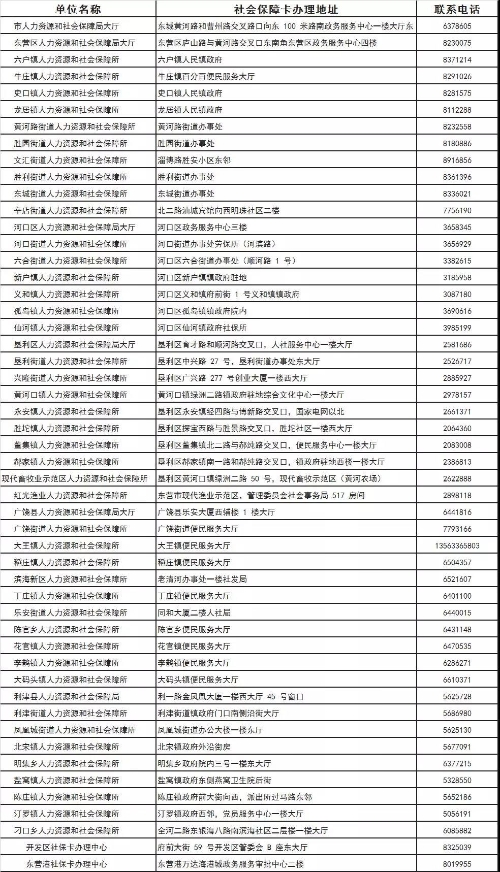 单位名称 社会保障卡办理地址 联系电话
市人力资源和社会保障局大厅 东城黄河路和曹州路交叉路口向东 100 米路南政务服务中心一楼大厅东 6378605
东营区人力资源和社会保障局大厅 东营区庐山路与黄河路交叉口东南角东营区政务服务中心四楼 8230075
六户镇人力资源和社会保障所 六户镇人民镇政府 8371214
牛庄镇人力资源和社会保障所 牛庄镇百分百便民服务大厅 8291026
史口镇人力资源和社会保障所 史口镇人民镇政府 8281575
龙居镇人力资源和社会保障所 龙居镇人民镇政府 8112288
黄河路街道人力资源和社会保障所 黄河路街道办事处 8232558
胜园街道人力资源和社会保障所 胜园街道办事处 8180886
文汇街道人力资源和社会保障所 淄博路胜安小区东邻 8916856
胜利街道人力资源和社会保障所 胜利街道办事处 8361396
东城街道人力资源和社会保障所 东城街道办事处 8336021
辛店街道人力资源和社会保障所 北二路油城宾馆向西明珠社区二楼 7756190
河口区人力资源和社会保障局大厅 河口区政务服务中心三楼 3658345
河口街道人力资源和社会保障所 河口街道办事处劳保所（河滨路） 3656929
六合街道人力资源和社会保障所 河口区六合街道办事处（顺河路 1 号） 3382615
新户镇人力资源和社会保障所 河口区新户镇镇政府驻地 3185958
义和镇人力资源和社会保障所 河口区义和镇府前街 1 号义和镇镇政府 3087180
孤岛镇人力资源和社会保障所 河口区孤岛镇镇政府院内 3690616
仙河镇人力资源和社会保障所 河口区仙河镇政府社保所 3985199
垦利区人力资源和社会保障局大厅 垦利区育才路和顺河路交叉口，人社服务中心一楼大厅 2581686
垦利街道人力资源和社会保障所 垦利区中兴路 27 号，垦利街道办事处东大厅 2526717
兴隆街道人力资源和社会保障所 垦利区广兴路 277 号创业大厦一楼西大厅 2885927
黄河口镇人力资源和社会保障所 黄河口镇绿洲二路镇政府驻地综合文化中心一楼大厅 2978157
永安镇人力资源和社会保障所 垦利区永安镇经四路与博新路交叉口，国家电网以北 2661371
胜坨镇人力资源和社会保障所 垦利区探宝西路与胜景路交叉口，胜坨社区一楼西大厅 2064360
董集镇人力资源和社会保障所 垦利区董集镇北二路与郝纯路交叉口，便民服务中心一楼大厅 2083008
郝家镇人力资源和社会保障所 垦利区郝家镇南一路和郝纯路交叉口，镇政府驻地西楼一楼大厅 2386813
现代畜牧业示范区人力资源和社会保障所 垦利区黄河口镇绿洲二路 50 号，现代畜牧示范区（黄河农场） 2622888
红光渔业人力资源和社会保障所 东营市现代渔业示范区，管理委员会社会事务局 517 房间 2898118
广饶县人力资源和社会保障局大厅 广饶县乐安大厦西铺楼 1 楼大厅 6441816
广饶街道人力资源和社会保障所 广饶街道便民服务大厅 7793166
大王镇人力资源和社会保障所 大王镇便民服务大厅 13563365803
稻庄镇人力资源和社会保障所 稻庄镇便民服务大厅 6504357
滨海新区人力资源和社会保障所 老清河办事处一楼社发局 6521607
丁庄镇人力资源和社会保障所 丁庄镇便民服务大厅 6401100
乐安街道人力资源和社会保障所 同和大厦二楼人社局 6440015
陈官乡人力资源和社会保障所 陈官乡便民服务大厅 6431148
花官镇人力资源和社会保障所 花官镇便民服务大厅 6470535
李鹊镇人力资源和社会保障所 李鹊镇便民服务大厅 6286271
大码头镇人力资源和社会保障所 大码头镇便民服务大厅 6610371
利津县人力资源和社会保障局 利一路金凤凰大厦一楼西大厅 45 号窗口 5625728
利津街道人力资源和社会保障所 利津街道镇政府门口南侧沿街大厅 5686980
凤凰城街道人力资源和社会保障所 凤凰城街道办公大楼一楼东厅 5625130
北宋镇人力资源和社会保障所 北宋镇政府外沿街房 5677091
明集乡人力资源和社会保障所 明集乡政府院内三号一楼东大厅 6377215
盐窝镇人力资源和社会保障所 盐窝镇政府东侧燕窝卫生院后街 5328550
陈庄镇人力资源和社会保障所 陈庄镇政府前大街向西，派出所过马路东邻 5652186
汀罗镇人力资源和社会保障所 汀罗镇政府西邻，党员服务中心一楼大厅 5056191
刁口乡人力资源和社会保障所 全河二路东银海八路南滨海社区二层楼一楼大厅 6085882
开发区社保卡办理中心 府前大街 59 号开发区管委会 B 座东大厅 8325039
东营港社保卡办理中心 东营港万达海港城政务服务审批中心二楼 8019955